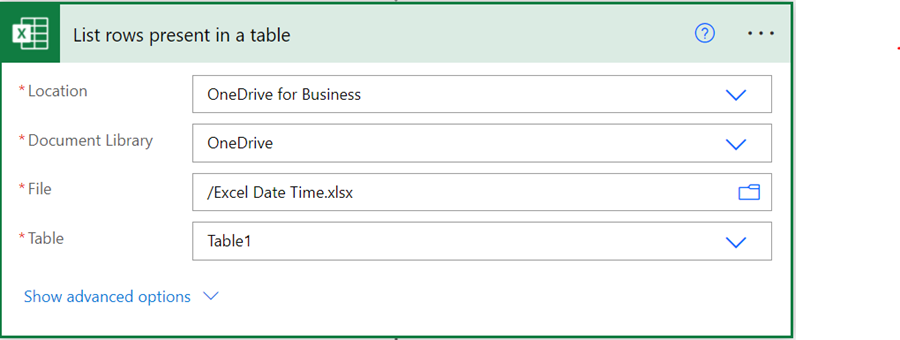 List rows present in a table
* Location
OneDrive for Business
* Document Library
OneDrive
* File
/Excel Date Time.xlsx
* Table
Table1
Show advanced options